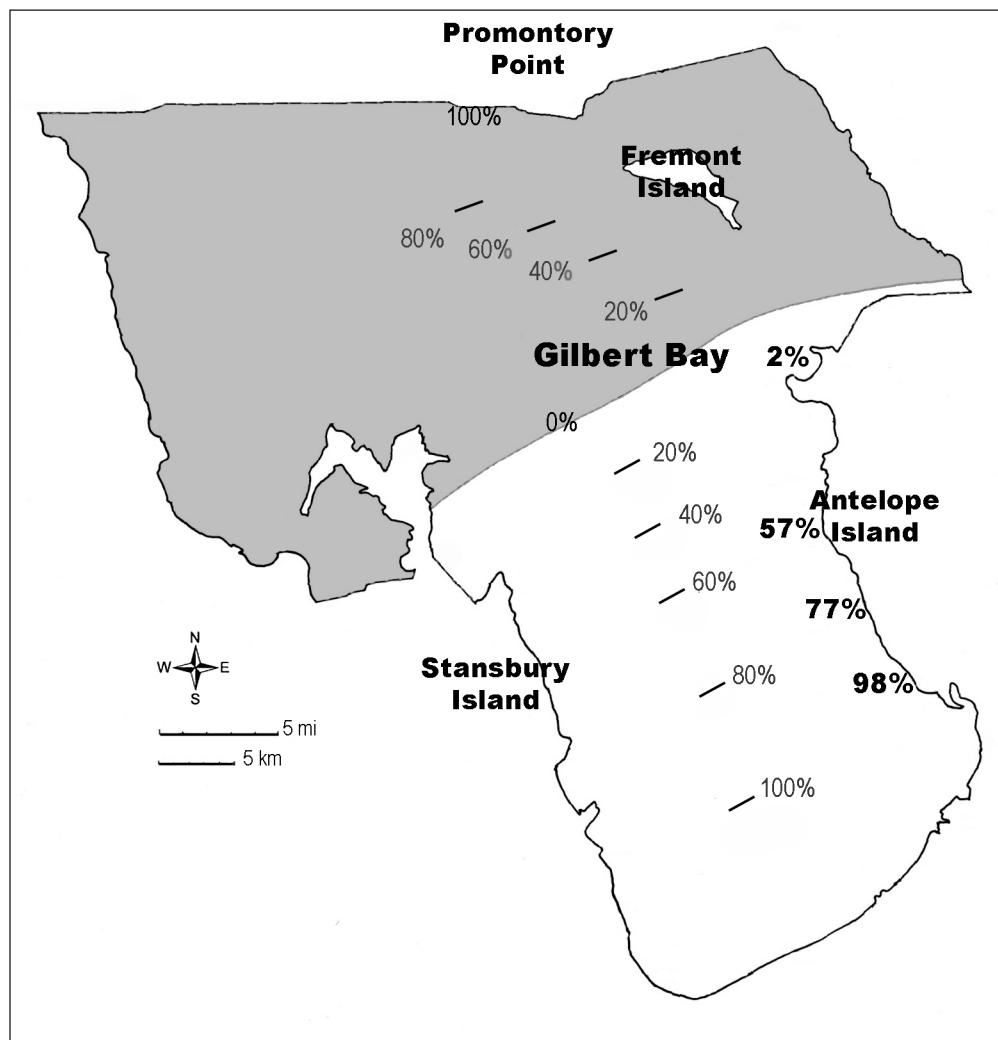 Promontory
Point
100%
Fremont
Island
80%
60%
40%
20%
Gilbert Bay
2%
0%
20%
40%
Antelope
Island
57%
60%
77%
N
W
E
S
Stansbury
Island
80%
98%
5 mi
5 km
100%